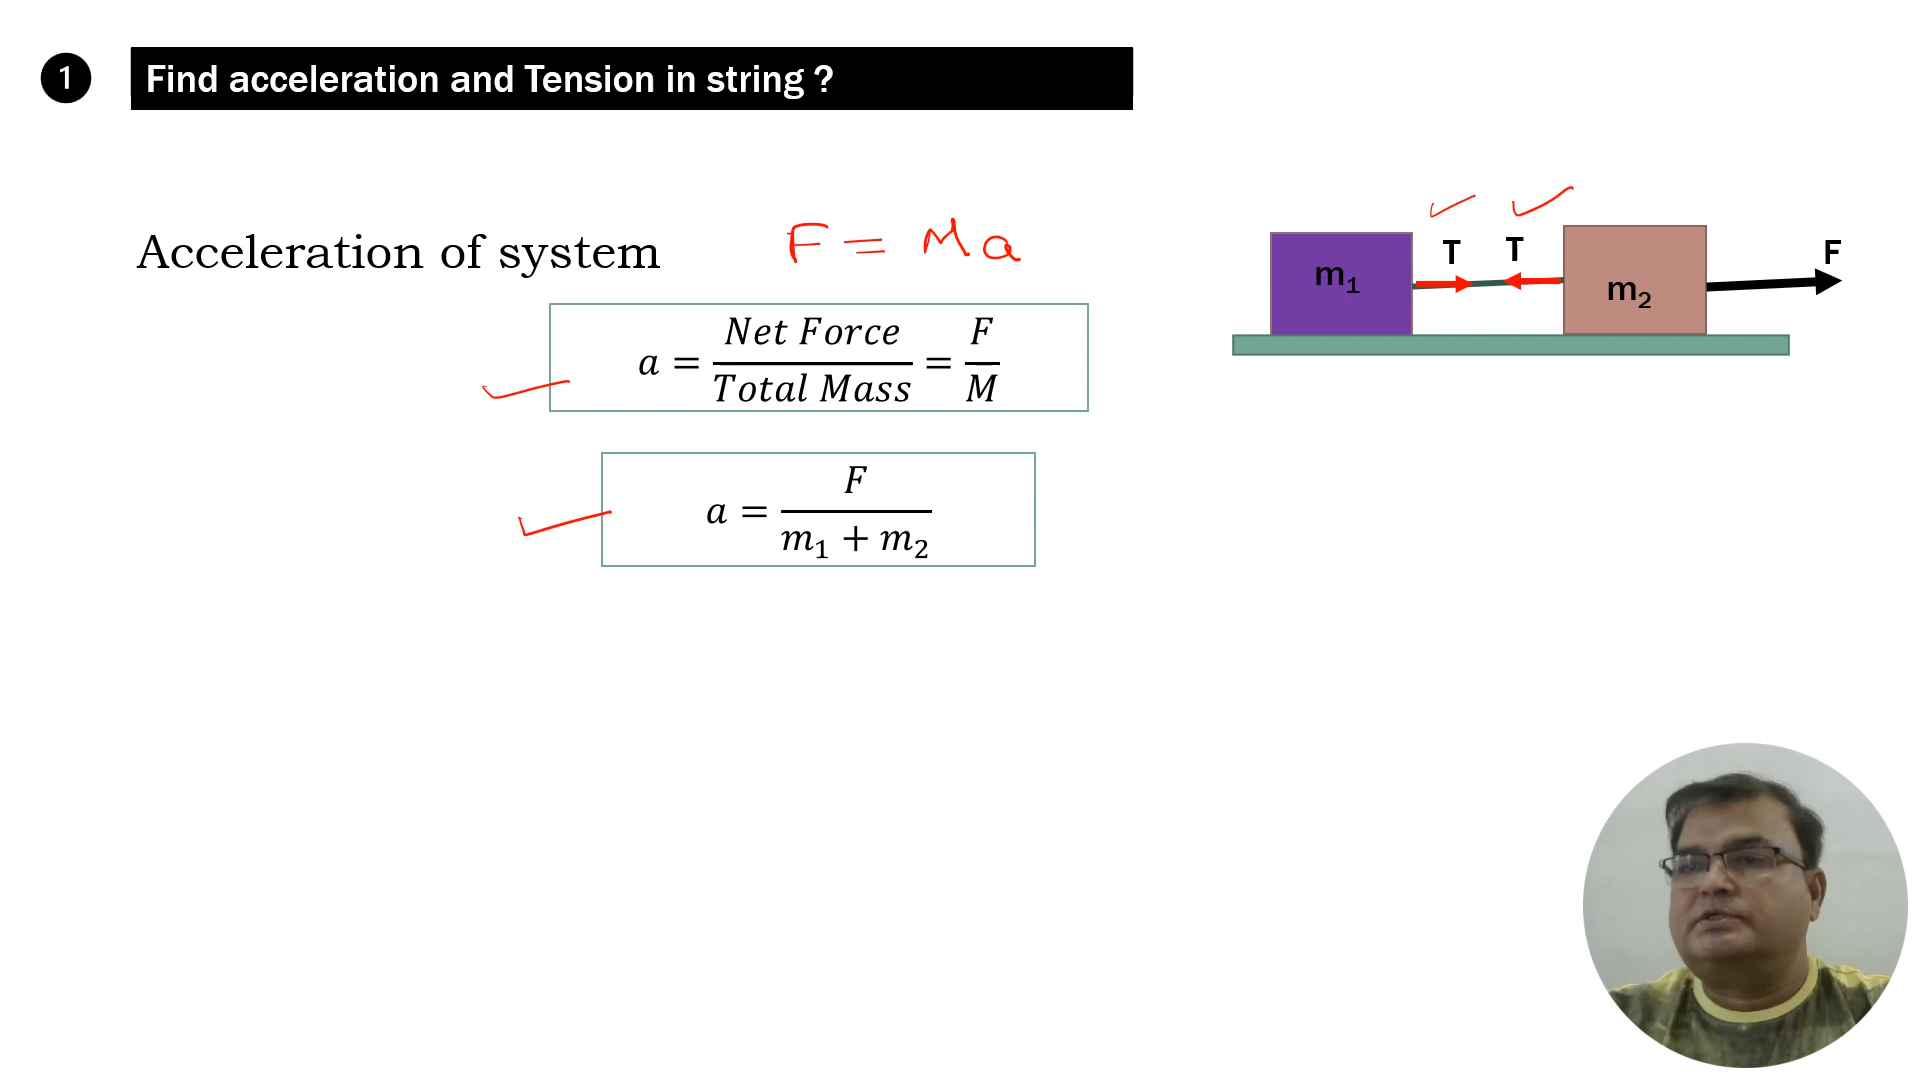 1
Find acceleration and Tension in string ?
Acceleration of system
F = Ma
a = Net Force / Total Mass = F / M
a = F / (m₁ + m₂)
T T F
m₁ m₂